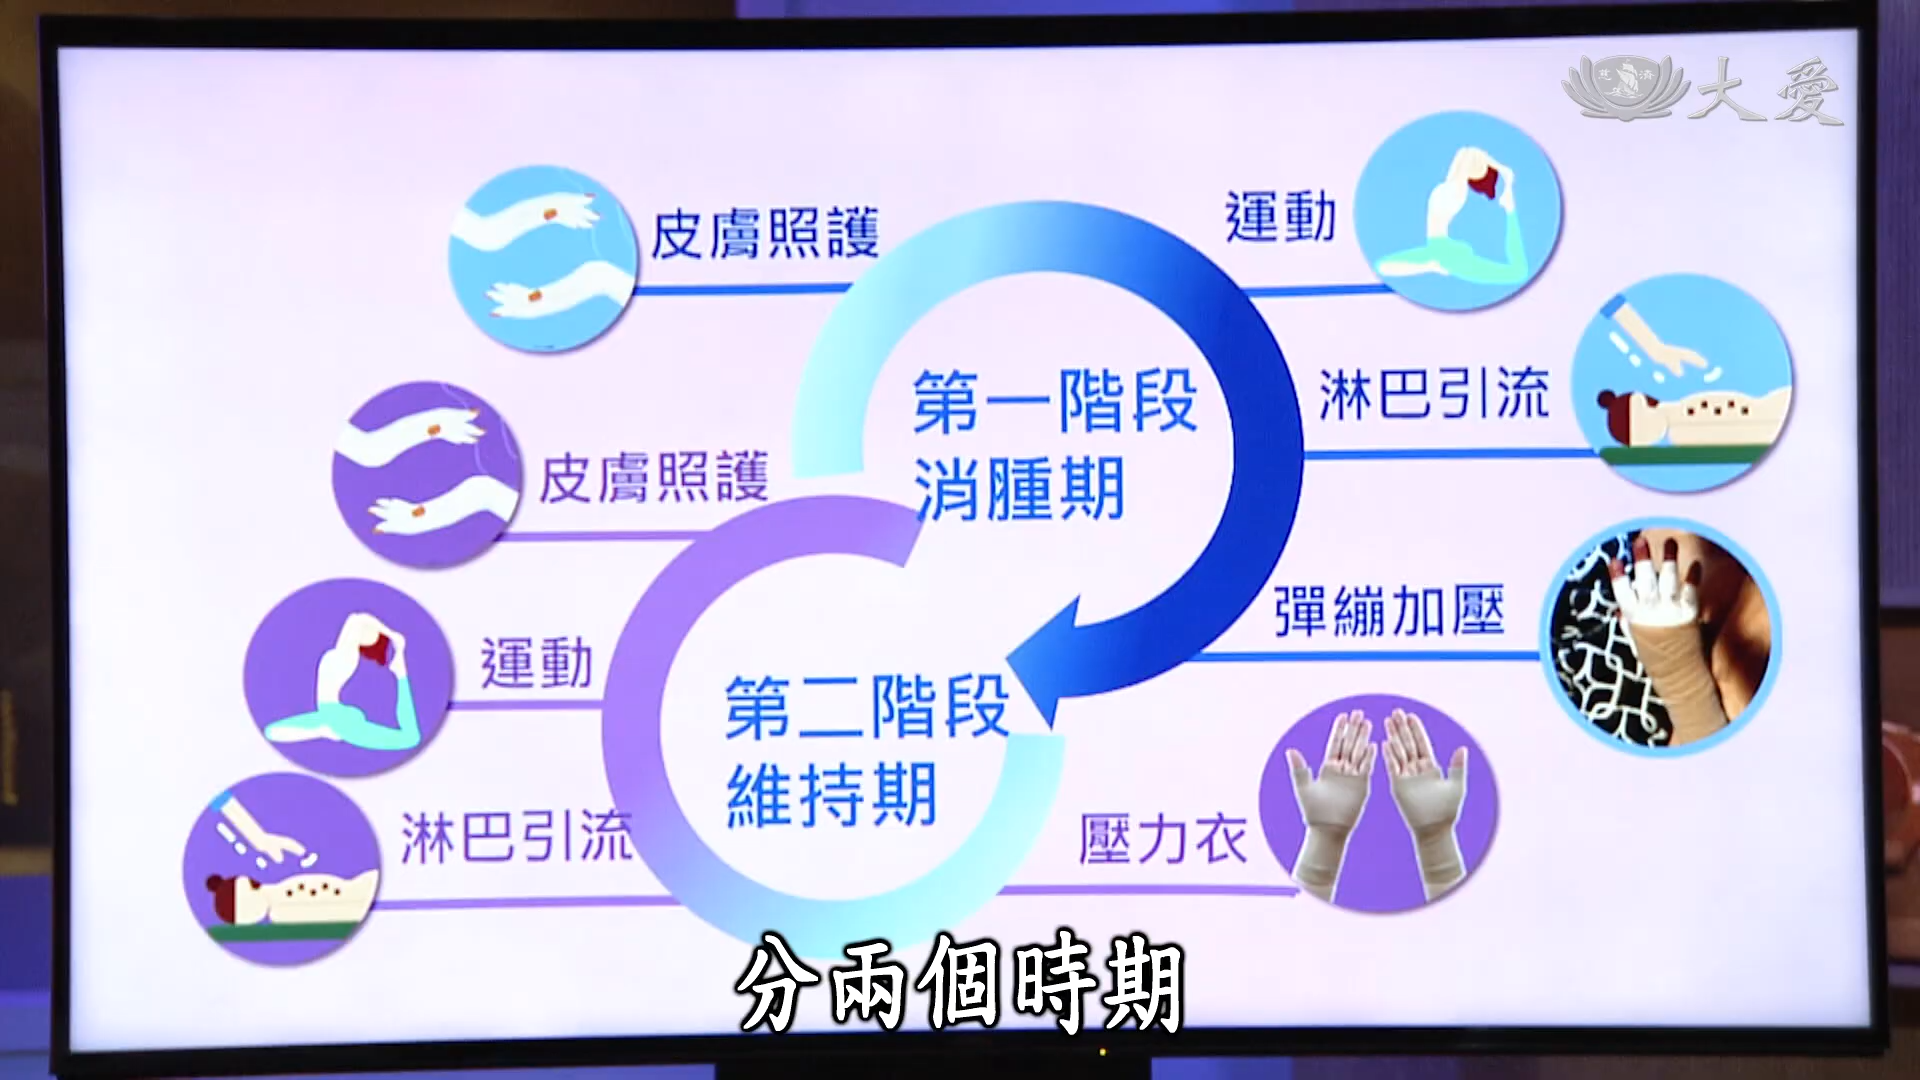 大愛
皮膚照護
運動
淋巴引流
彈繃加壓
第一階段
消腫期
皮膚照護
運動
淋巴引流
壓力衣
第二階段
維持期
分兩個時期